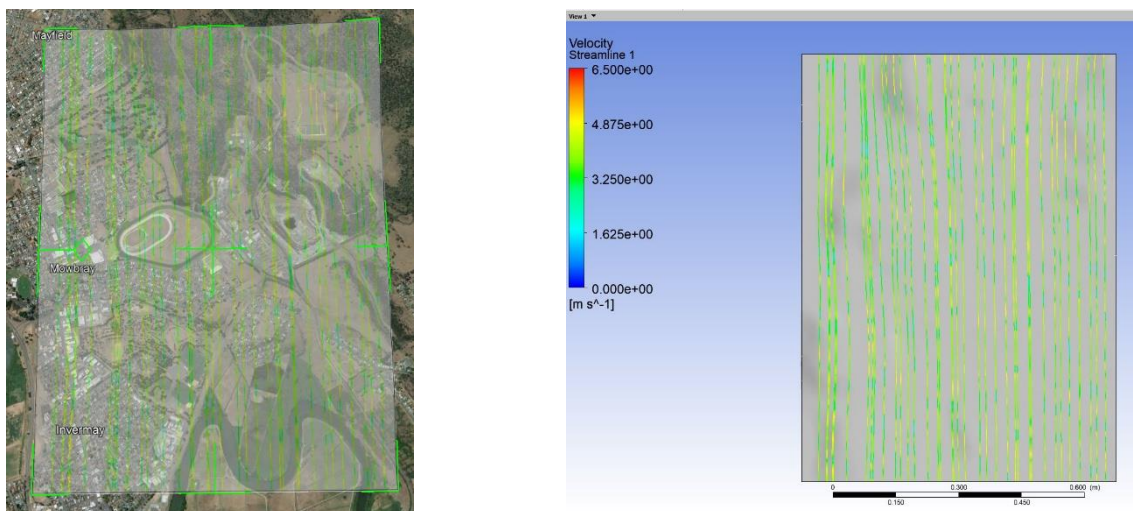 Mayfield
Mowbray
Invermay
View 1
Velocity
Streamline 1
6.500e+00
4.875e+00
3.250e+00
1.625e+00
0.000e+00
[m s^-1]
0 0.300 0.600 (m)
0.150 0.450